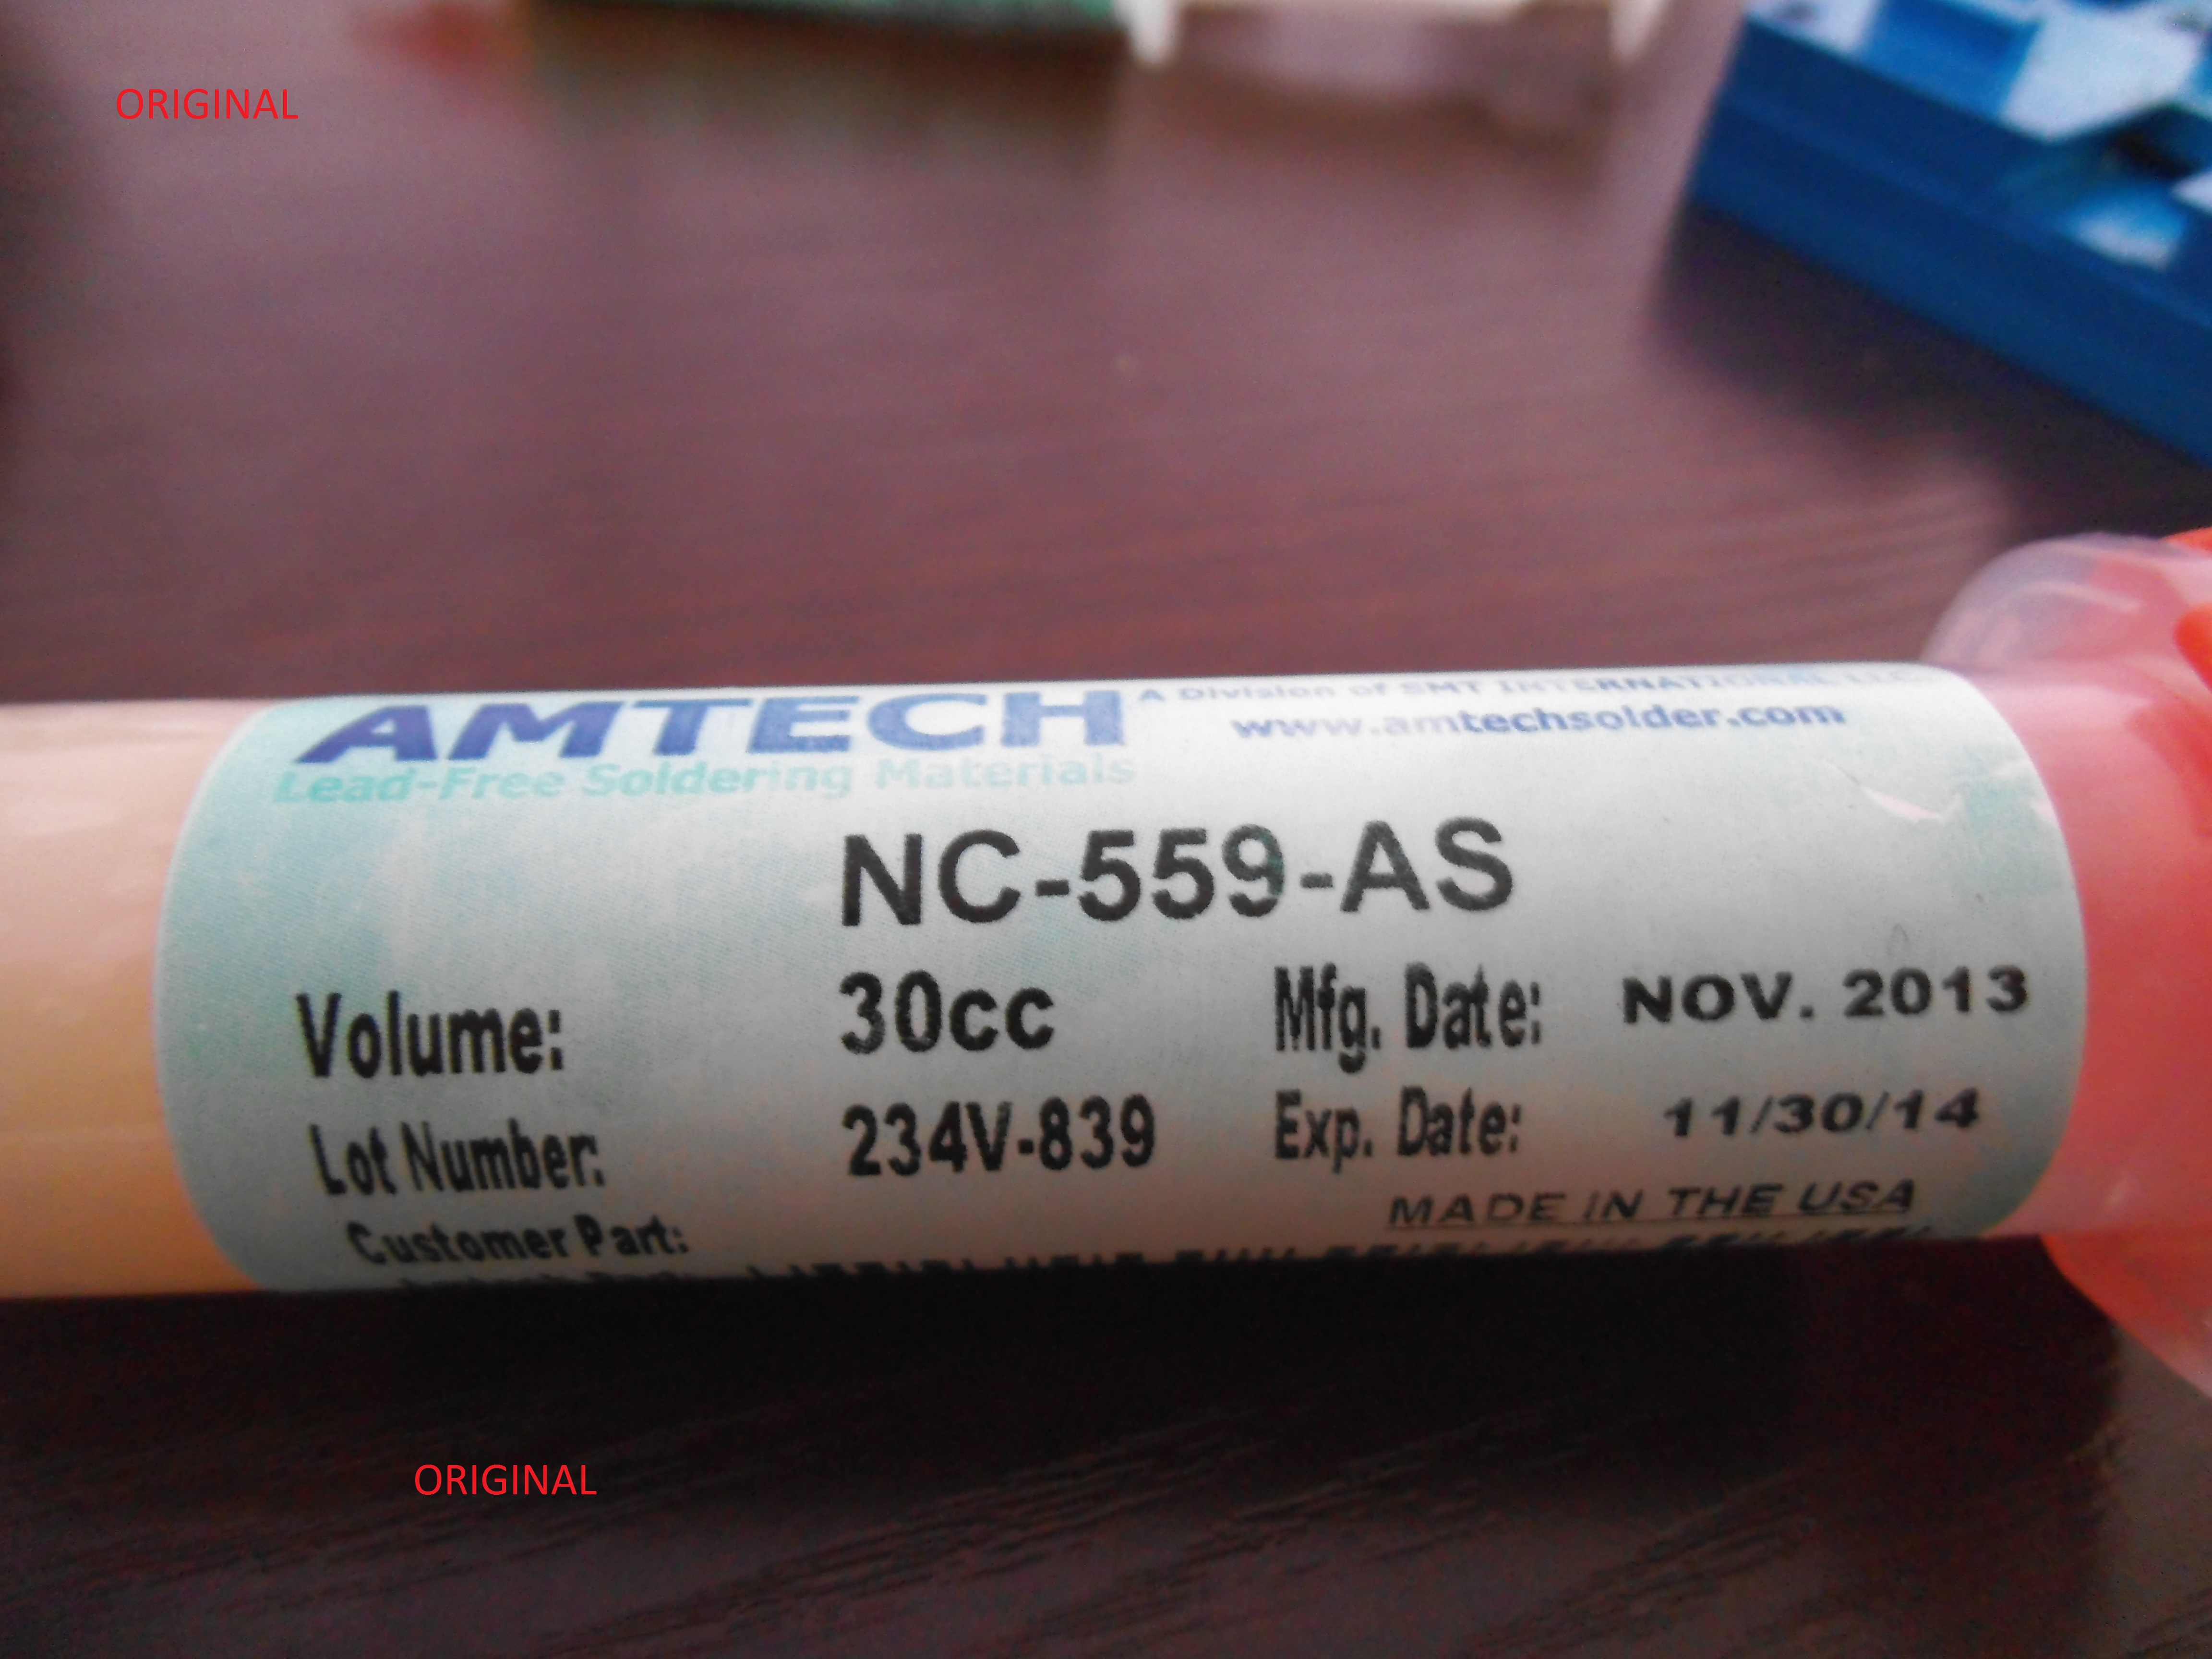 ORIGINAL
AMTECH
A Division of SMT INTERNATIONAL LLC
www.amtechsolder.com
Lead-Free Soldering Materials
NC-559-AS
Volume: 30cc Mfg. Date: NOV. 2013
Lot Number: 234V-839 Exp. Date: 11/30/14
MADE IN THE USA
Customer Part:
ORIGINAL